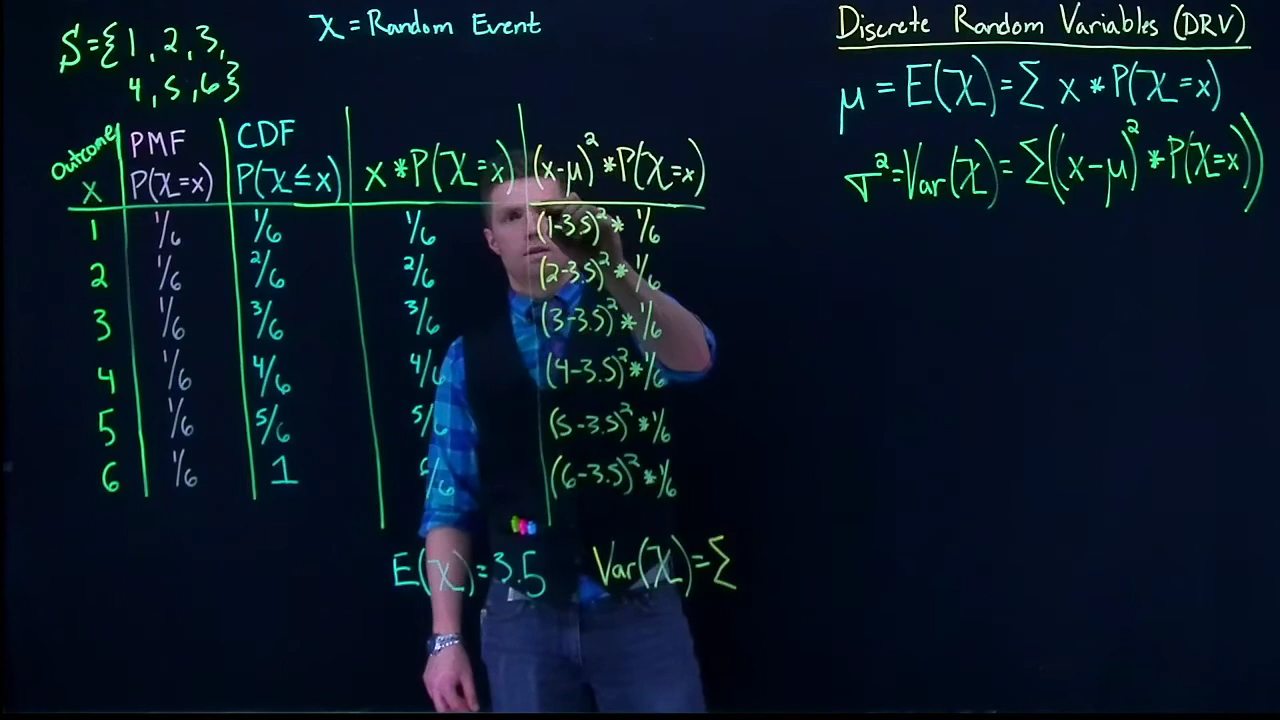 S={1,2,3,
4,5,6}
X=Random Event
Discrete Random Variables (DRV)
μ=E(X)=∑ x*P(X=x)
σ²=Var(X)=∑((x-μ)²*P(X=x))
Outcome x PMF P(X=x) CDF P(X≤x) x*P(X=x) (x-μ)²*P(X=x)
1 1/6 1/6 1/6 (1-3.5)²* 1/6
2 1/6 2/6 2/6 (2-3.5)²* 1/6
3 1/6 3/6 3/6 (3-3.5)²*1/6
4 1/6 4/6 4/6 (4-3.5)²*1/6
5 1/6 5/6 5/6 (5-3.5)²*1/6
6 1/6 1 6/6 (6-3.5)²*1/6
E(X)=3.5 Var(X)=∑